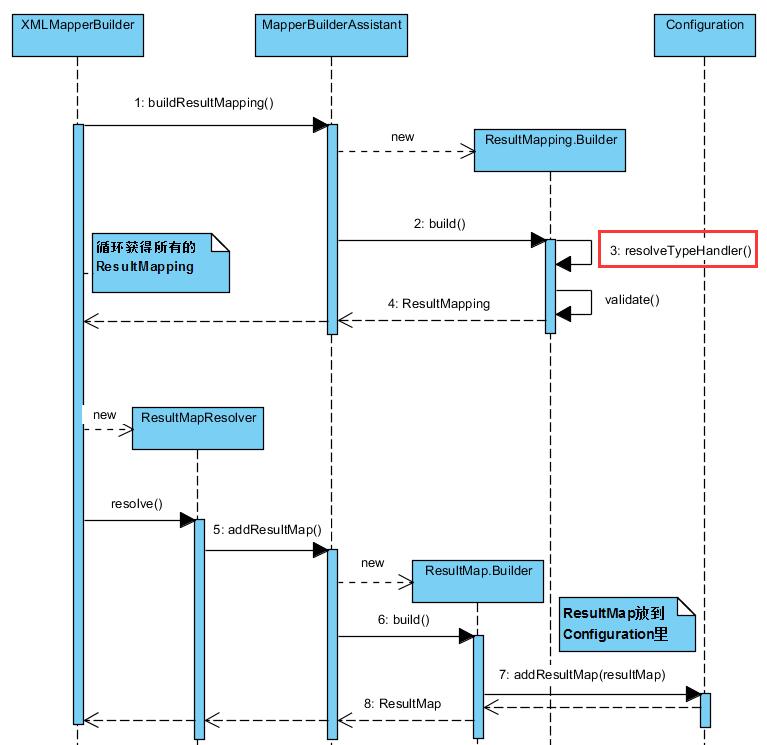 XMLMapperBuilder
MapperBuilderAssistant
Configuration
1: buildResultMapping()
new
ResultMapping.Builder
2: build()
循环获得所有的
ResultMapping
3: resolveTypeHandler()
4: ResultMapping
validate()
new
ResultMapResolver
resolve()
5: addResultMap()
new
ResultMap.Builder
ResultMap放到
Configuration里
6: build()
7: addResultMap(resultMap)
8: ResultMap